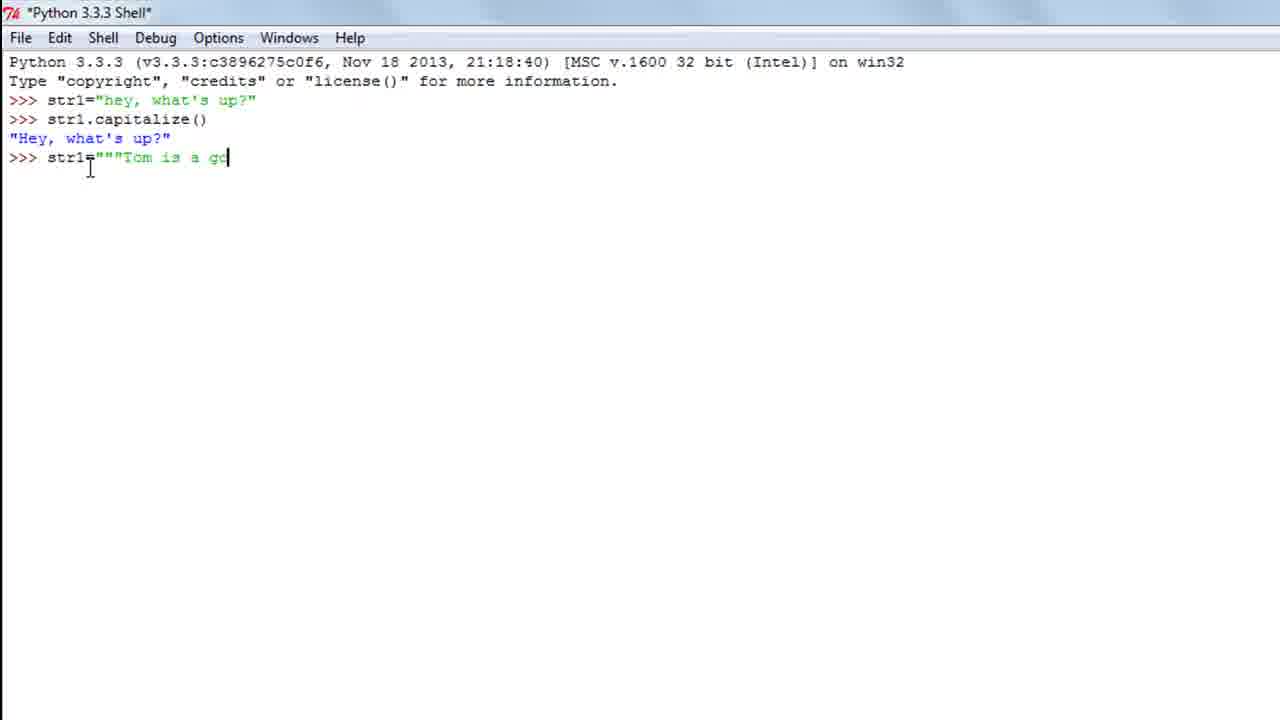 *Python 3.3.3 Shell*
File Edit Shell Debug Options Windows Help
Python 3.3.3 (v3.3.3:c3896275c0f6, Nov 18 2013, 21:18:40) [MSC v.1600 32 bit (Intel)] on win32
Type "copyright", "credits" or "license()" for more information.
>>> str1="hey, what's up?"
>>> str1.capitalize()
"Hey, what's up?"
>>> str1="""Tom is a go